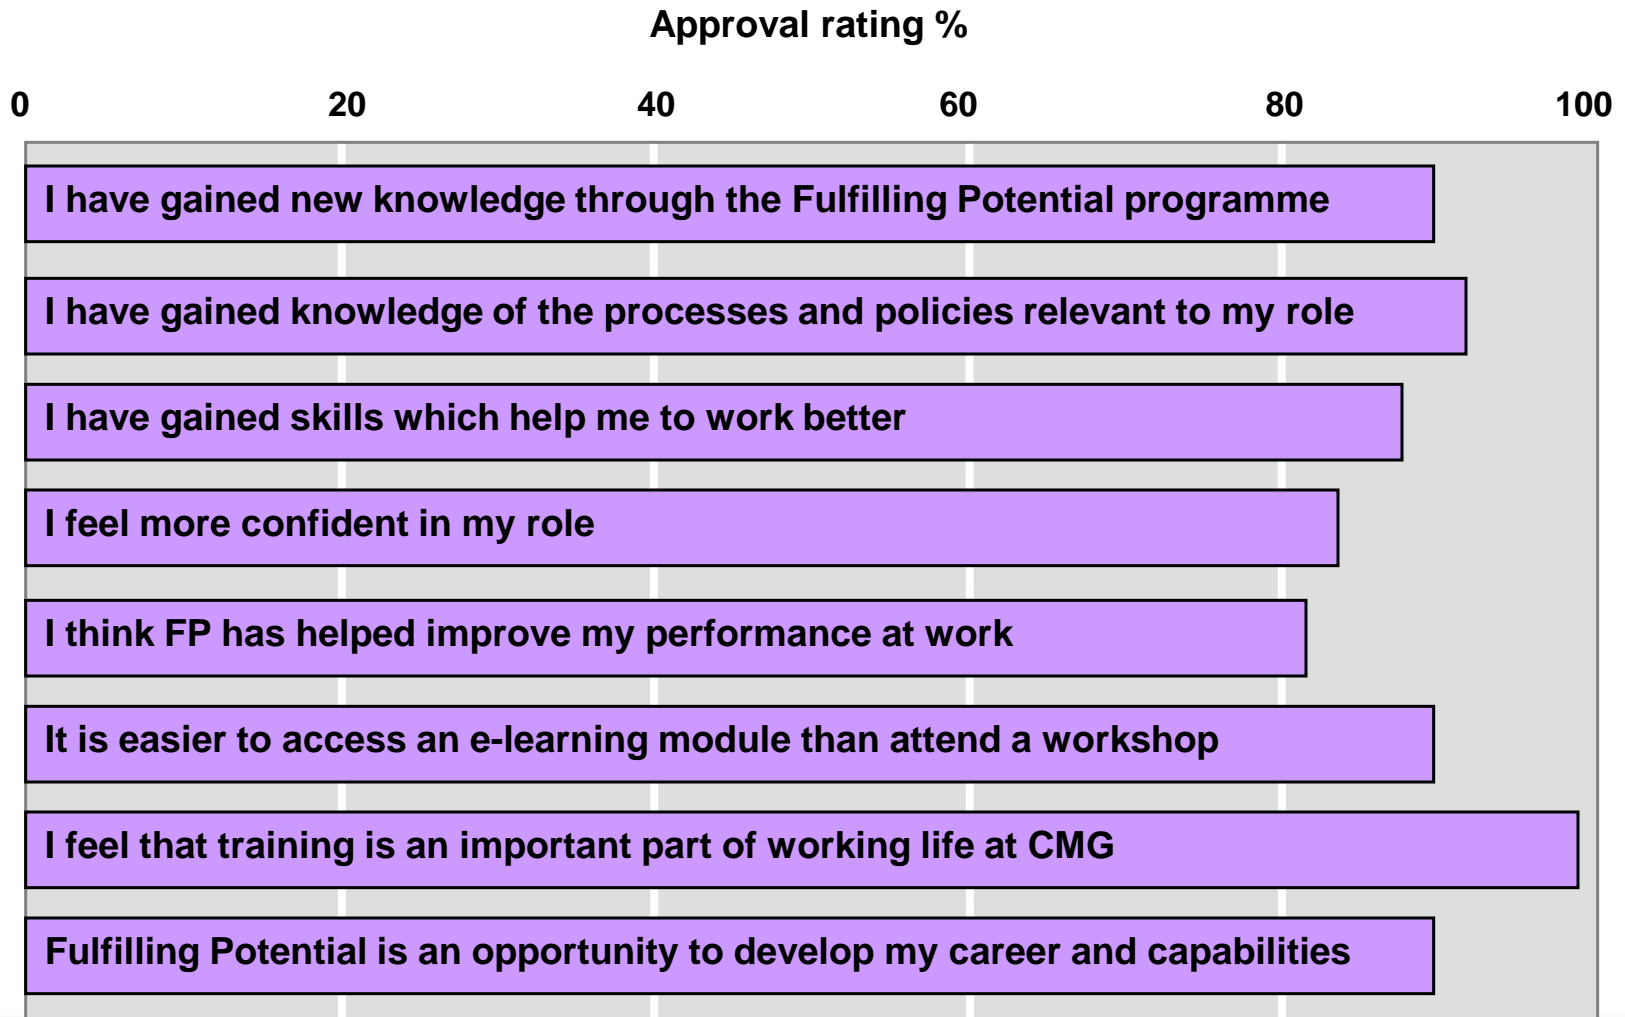 Approval rating %
0 20 40 60 80 100
I have gained new knowledge through the Fulfilling Potential programme
I have gained knowledge of the processes and policies relevant to my role
I have gained skills which help me to work better
I feel more confident in my role
I think FP has helped improve my performance at work
It is easier to access an e-learning module than attend a workshop
I feel that training is an important part of working life at CMG
Fulfilling Potential is an opportunity to develop my career and capabilities